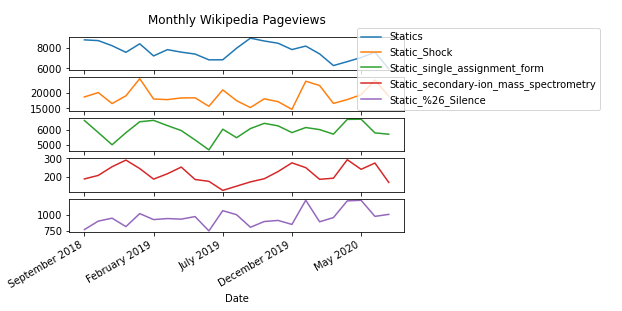 Monthly Wikipedia Pageviews
Statics
Static_Shock
Static_single_assignment_form
Static_secondary-ion_mass_spectrometry
Static_%26_Silence
8000
6000
20000
15000
6000
5000
300
200
1000
750
September 2018
February 2019
July 2019
December 2019
May 2020
Date